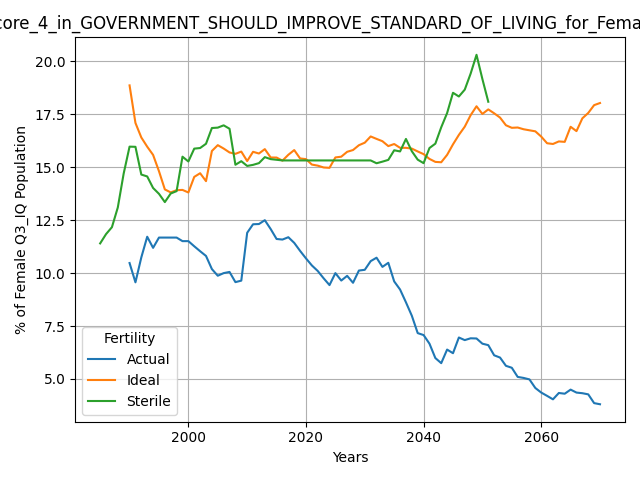 core_4_in_GOVERNMENT_SHOULD_IMPROVE_STANDARD_OF_LIVING_for_Fema
% of Female Q3_IQ Population
20.0
17.5
15.0
12.5
10.0
7.5
5.0
Fertility
Actual
Ideal
Sterile
2000
2020
2040
2060
Years